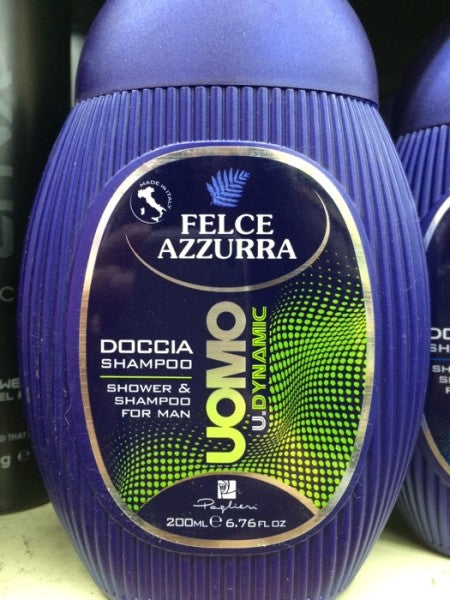 MADE IN ITALY
FELCE
AZZURRA
DOCCIA
SHAMPOO
SHOWER &
SHAMPOO
FOR MAN
UOMO
U.DYNAMIC
Paglieri
200ML e 6.76 FL OZ